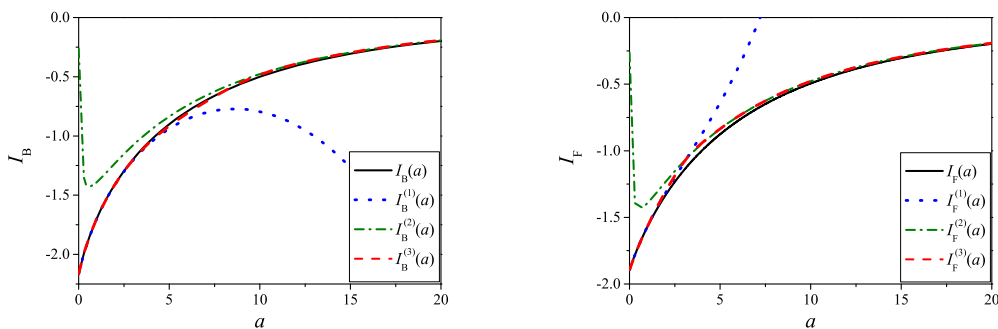 0.0
-0.5
-1.0
-1.5
-2.0
I_B
0
5
10
15
20
a
I_B(a)
I_B^(1)(a)
I_B^(2)(a)
I_B^(3)(a)
0.0
-0.5
-1.0
-1.5
-2.0
I_F
0
5
10
15
20
a
I_F(a)
I_F^(1)(a)
I_F^(2)(a)
I_F^(3)(a)